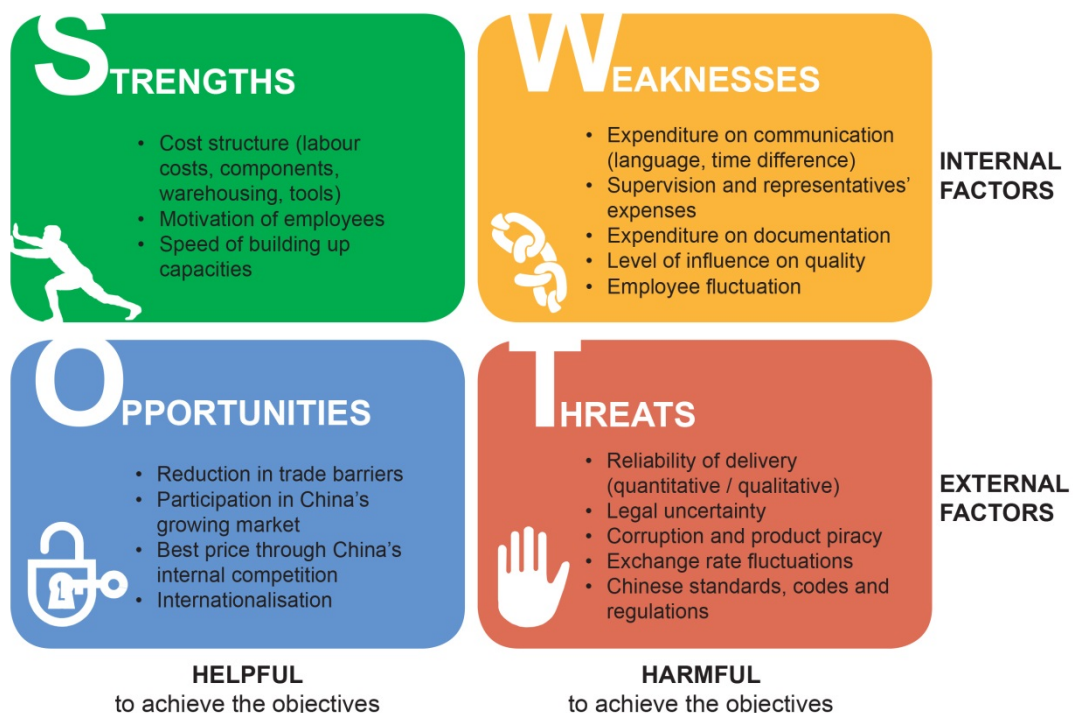 STRENGTHS
• Cost structure (labour
costs, components,
warehousing, tools)
• Motivation of employees
• Speed of building up
capacities
WEAKNESSES
• Expenditure on communication
(language, time difference)
• Supervision and representatives’
expenses
• Expenditure on documentation
• Level of influence on quality
• Employee fluctuation
INTERNAL
FACTORS
OPPORTUNITIES
• Reduction in trade barriers
• Participation in China’s
growing market
• Best price through China’s
internal competition
• Internationalisation
THREATS
• Reliability of delivery
(quantitative / qualitative)
• Legal uncertainty
• Corruption and product piracy
• Exchange rate fluctuations
• Chinese standards, codes and
regulations
EXTERNAL
FACTORS
HELPFUL
to achieve the objectives
HARMFUL
to achieve the objectives